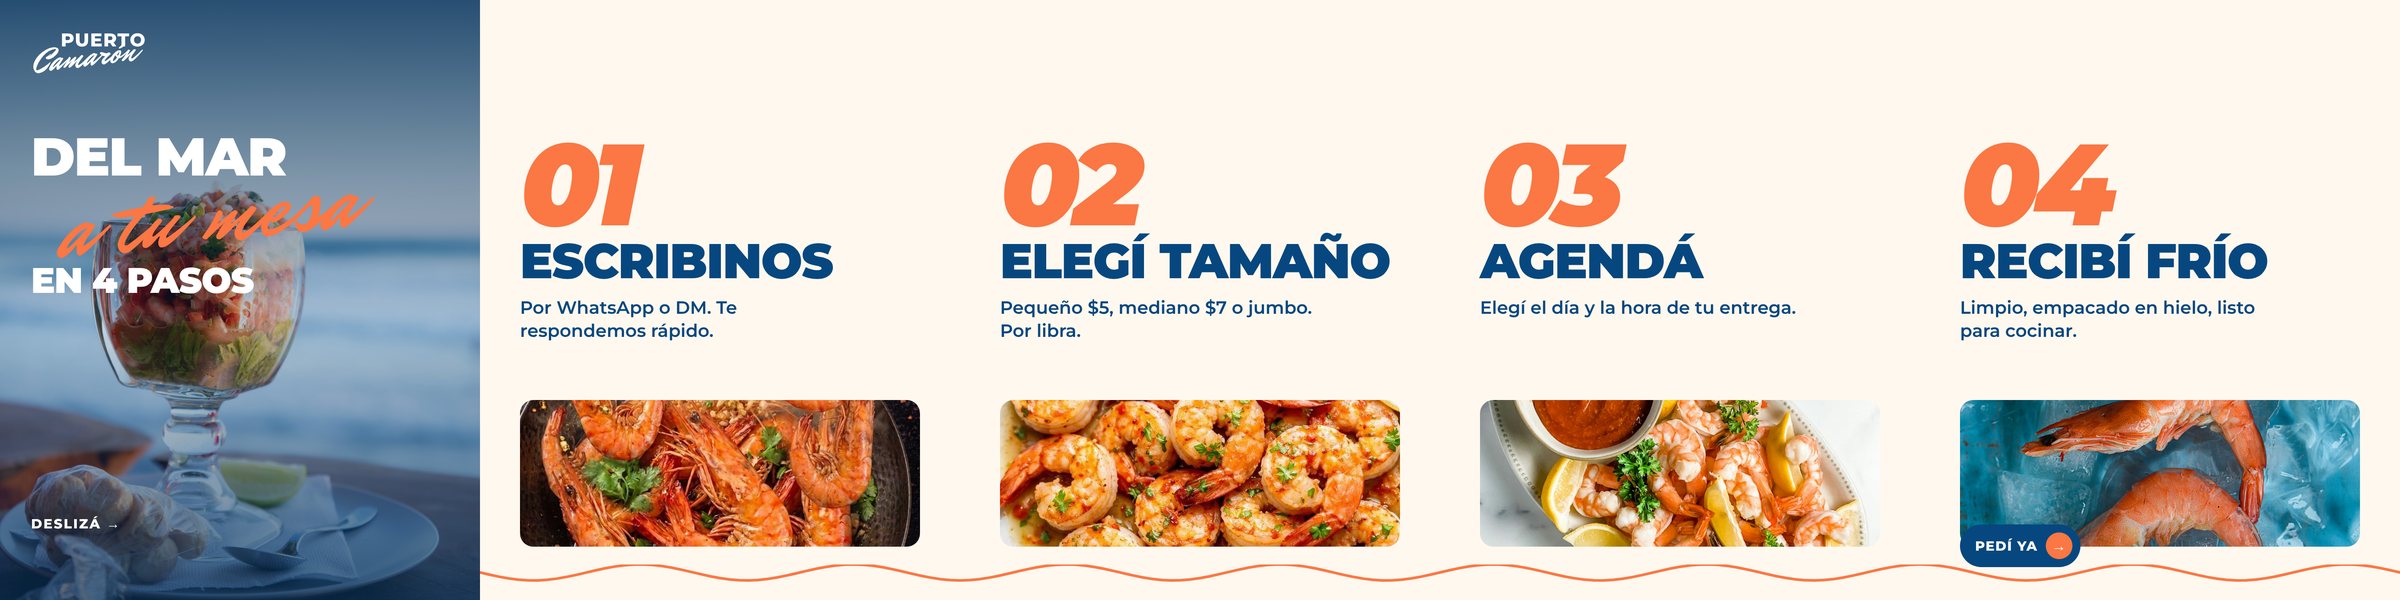 PUERTO
Camarón
DEL MAR
a tu mesa
EN 4 PASOS
DESLIZÁ →
01
ESCRIBINOS
Por WhatsApp o DM. Te
respondemos rápido.
02
ELEGÍ TAMAÑO
Pequeño $5, mediano $7 o jumbo.
Por libra.
03
AGENDÁ
Elegí el día y la hora de tu entrega.
04
RECIBÍ FRÍO
Limpio, empacado en hielo, listo
para cocinar.
PEDÍ YA →